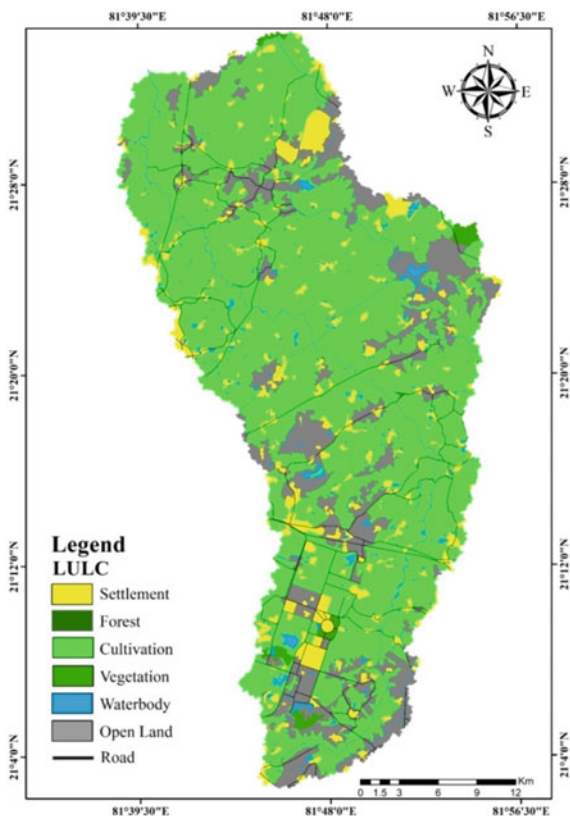 81°39'30"E 81°48'0"E 81°56'30"E
N
W E
S
21°28'0"N 21°28'0"N
21°20'0"N 21°20'0"N
21°12'0"N 21°12'0"N
21°4'0"N 21°4'0"N
Legend
LULC
Settlement
Forest
Cultivation
Vegetation
Waterbody
Open Land
Road
Km
0 1.5 3 6 9 12
81°39'30"E 81°48'0"E 81°56'30"E